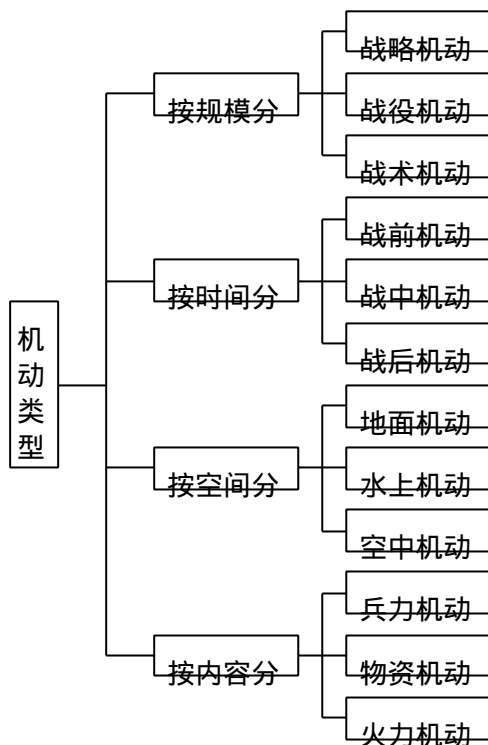 机动类型
按规模分
战略机动
战役机动
战术机动
按时间分
战前机动
战中机动
战后机动
按空间分
地面机动
水上机动
空中机动
按内容分
兵力机动
物资机动
火力机动